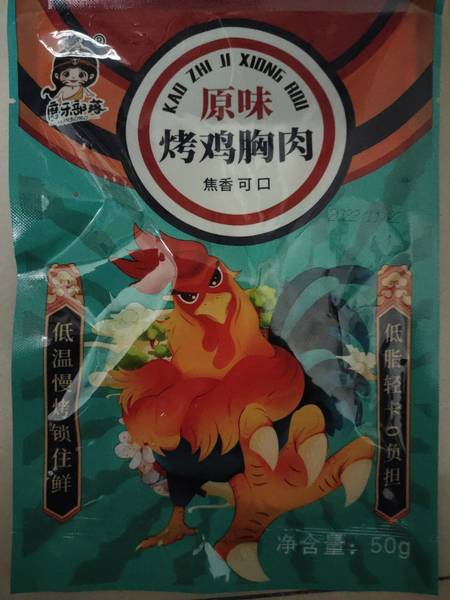 ®
KAO ZHI JI XIONG ROU
原味
烤鸡胸肉
焦香可口
低温慢烤锁住鲜
低脂轻卡0负担
净含量：50g